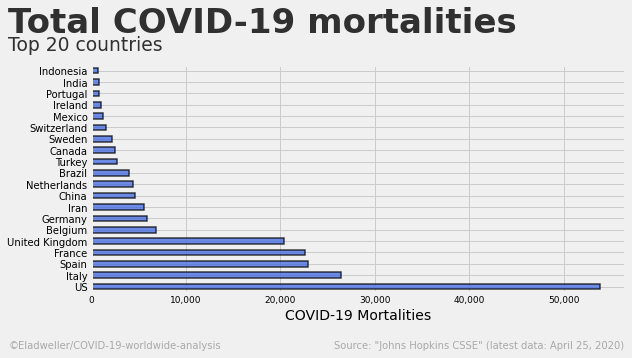 Total COVID-19 mortalities
Top 20 countries
Indonesia
India
Portugal
Ireland
Mexico
Switzerland
Sweden
Canada
Turkey
Brazil
Netherlands
China
Iran
Germany
Belgium
United Kingdom
France
Spain
Italy
US
0 10,000 20,000 30,000 40,000 50,000
COVID-19 Mortalities
©Eladweller/COVID-19-worldwide-analysis Source: "Johns Hopkins CSSE" (latest data: April 25, 2020)